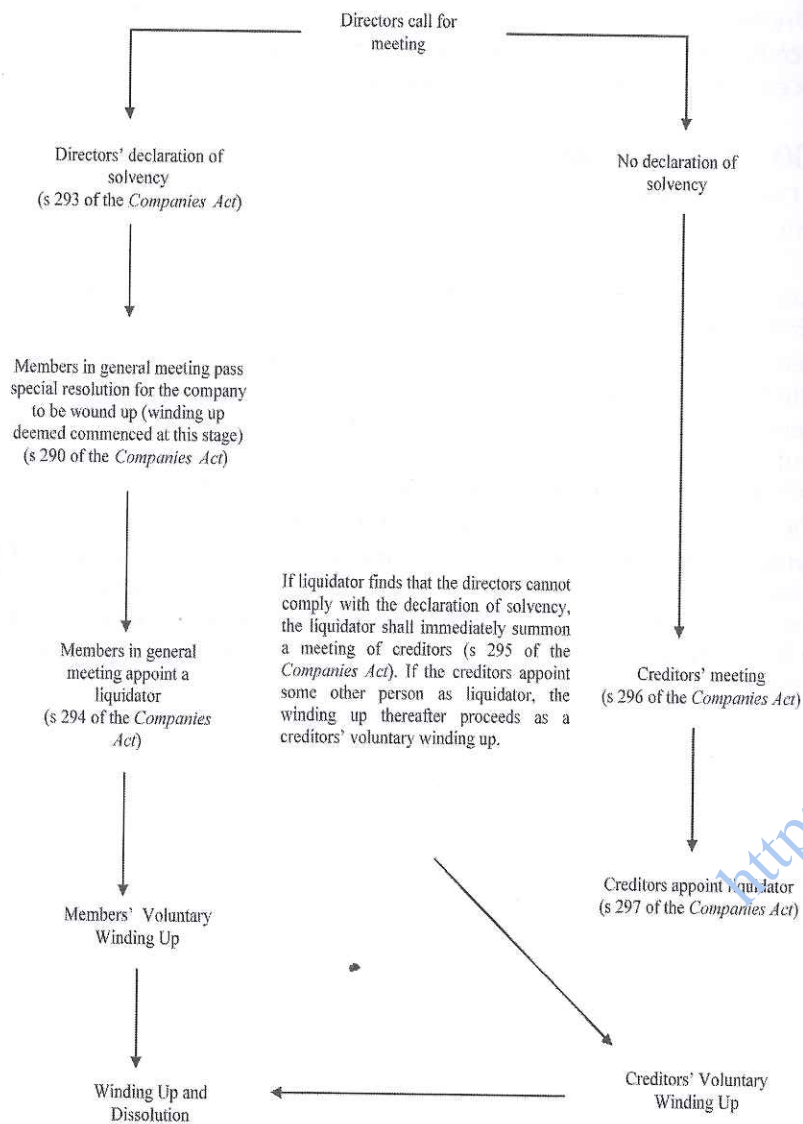 Directors call for
meeting
Directors' declaration of
solvency
(s 293 of the Companies Act)
No declaration of
solvency
Members in general meeting pass
special resolution for the company
to be wound up (winding up
deemed commenced at this stage)
(s 290 of the Companies Act)
If liquidator finds that the directors cannot
comply with the declaration of solvency,
the liquidator shall immediately summon
a meeting of creditors (s 295 of the
Companies Act). If the creditors appoint
some other person as liquidator, the
winding up thereafter proceeds as a
creditors' voluntary winding up.
Members in general
meeting appoint a
liquidator
(s 294 of the Companies
Act)
Creditors' meeting
(s 296 of the Companies Act)
Creditors appoint liquidator
(s 297 of the Companies Act)
Members' Voluntary
Winding Up
Winding Up and
Dissolution
Creditors' Voluntary
Winding Up